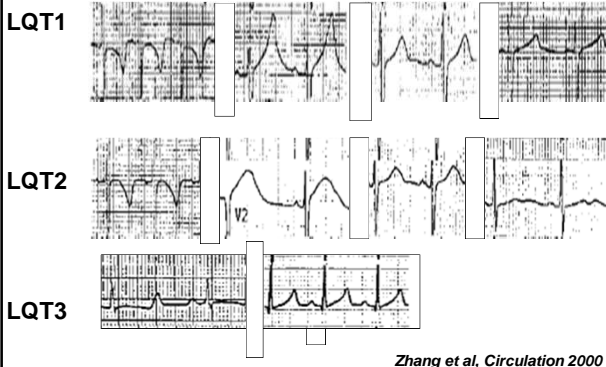 LQT1
LQT2
V2
LQT3
Zhang et al, Circulation 2000